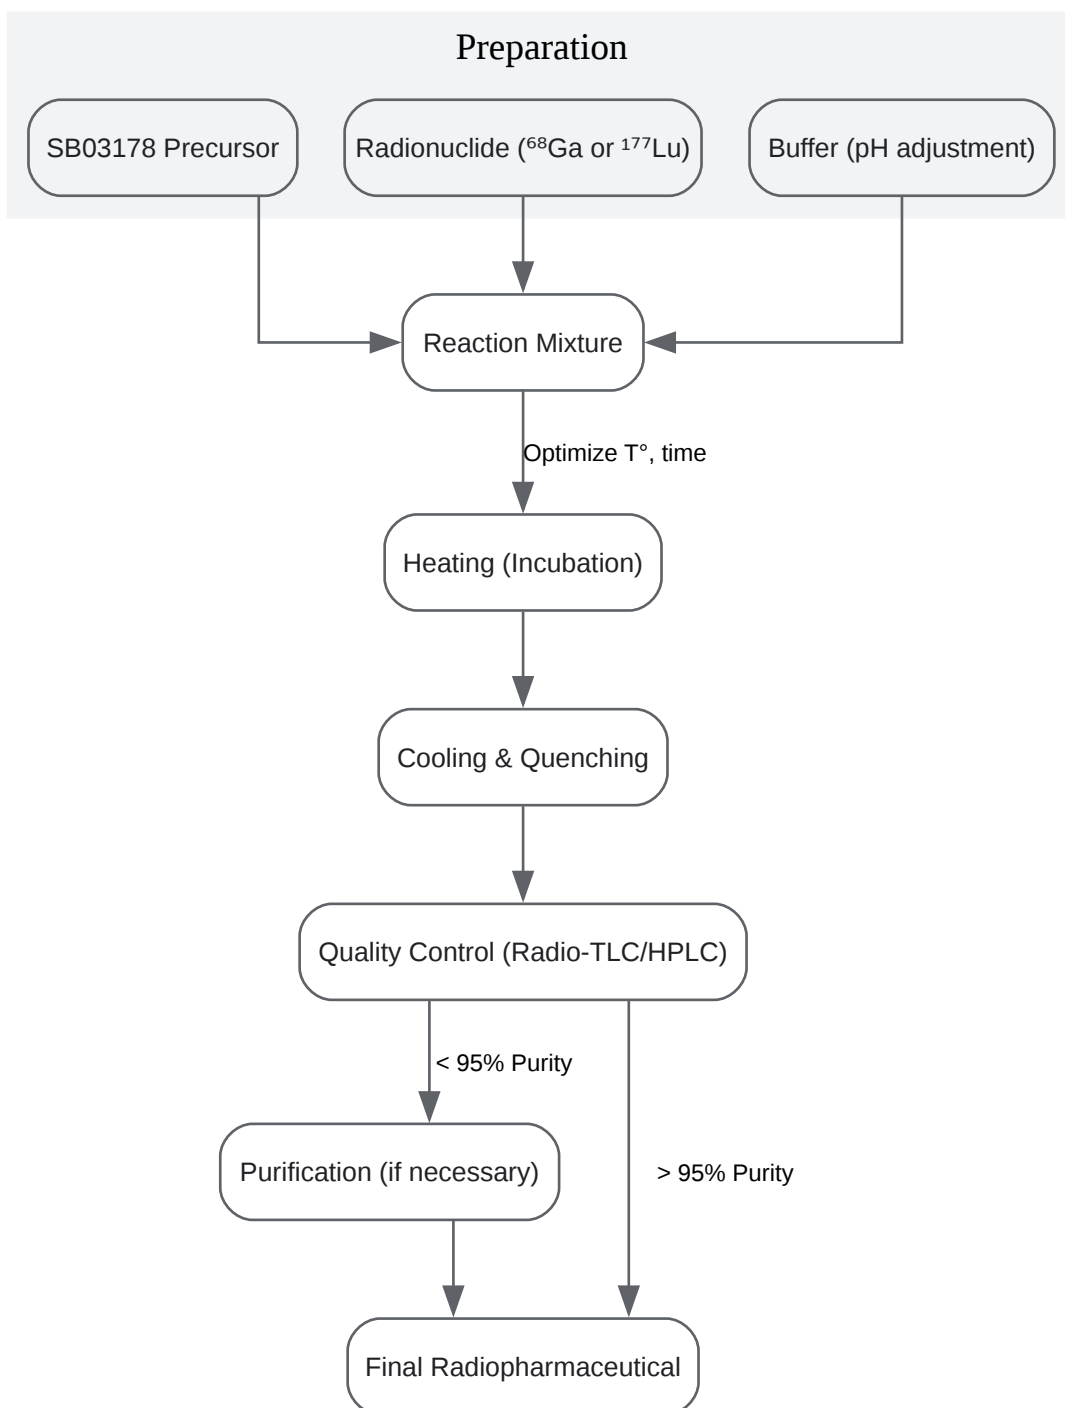 Preparation
SB03178 Precursor
Radionuclide (⁶⁸Ga or ¹⁷⁷Lu)
Buffer (pH adjustment)
Reaction Mixture
Optimize T°, time
Heating (Incubation)
Cooling & Quenching
Quality Control (Radio-TLC/HPLC)
< 95% Purity
Purification (if necessary)
> 95% Purity
Final Radiopharmaceutical